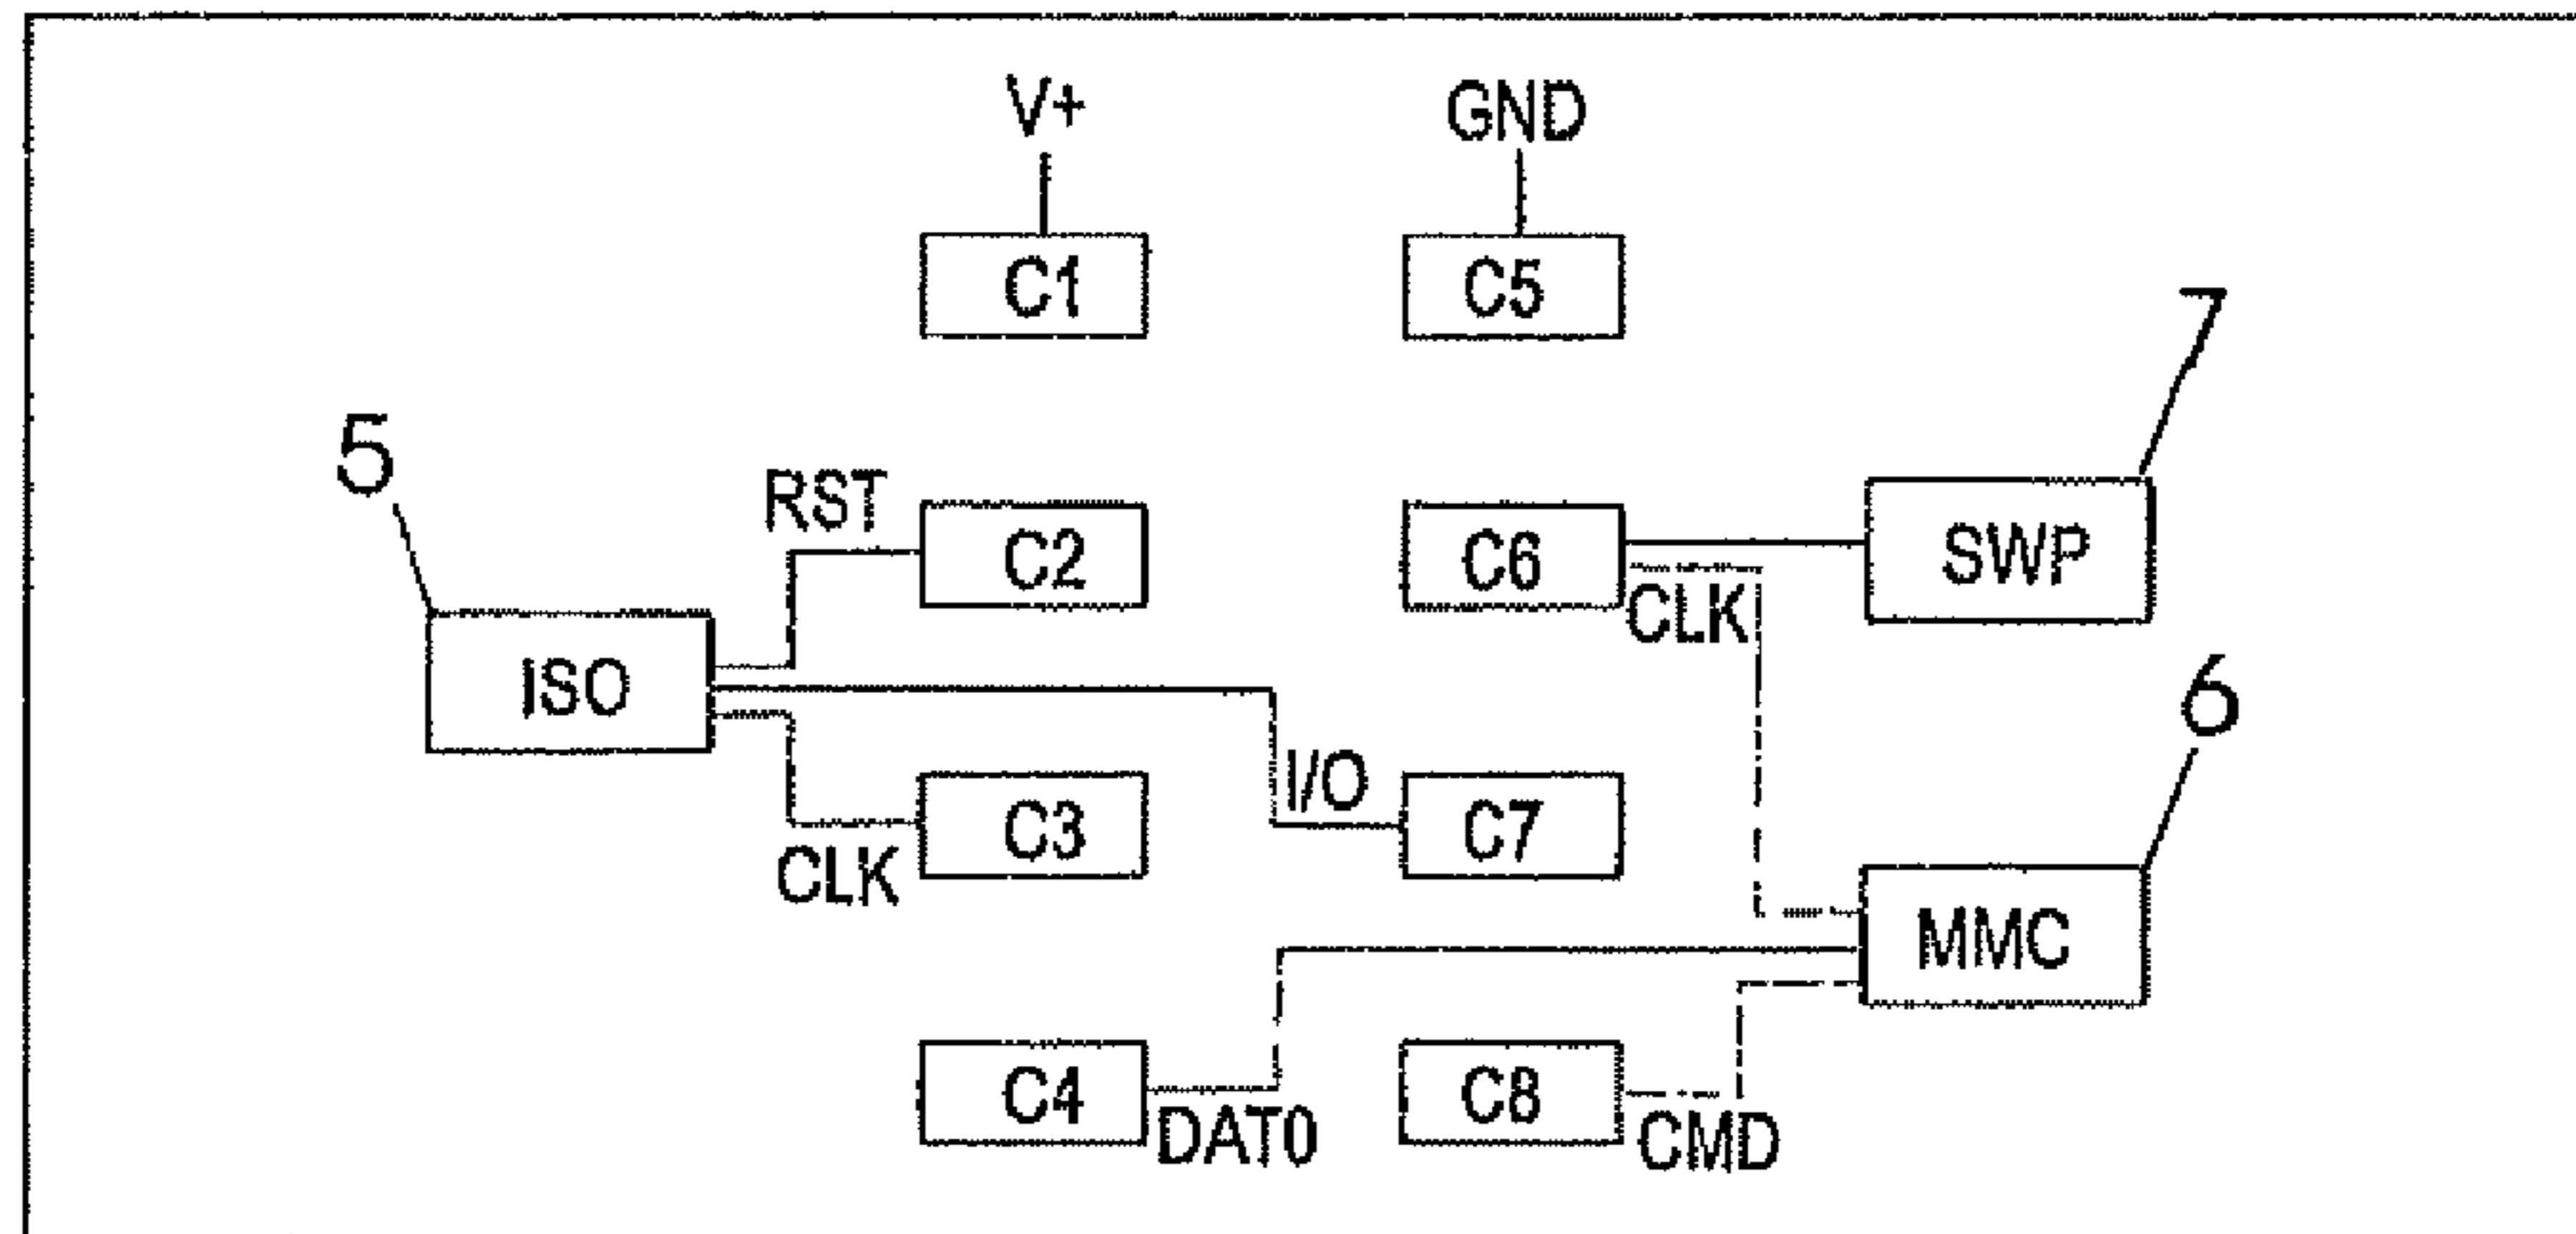 V+ GND
C1 C5
7
5
RST C2 C6 SWP
CLK
ISO
6
I/O
C3 C7
CLK
MMC
C4 C8
DAT0 CMD